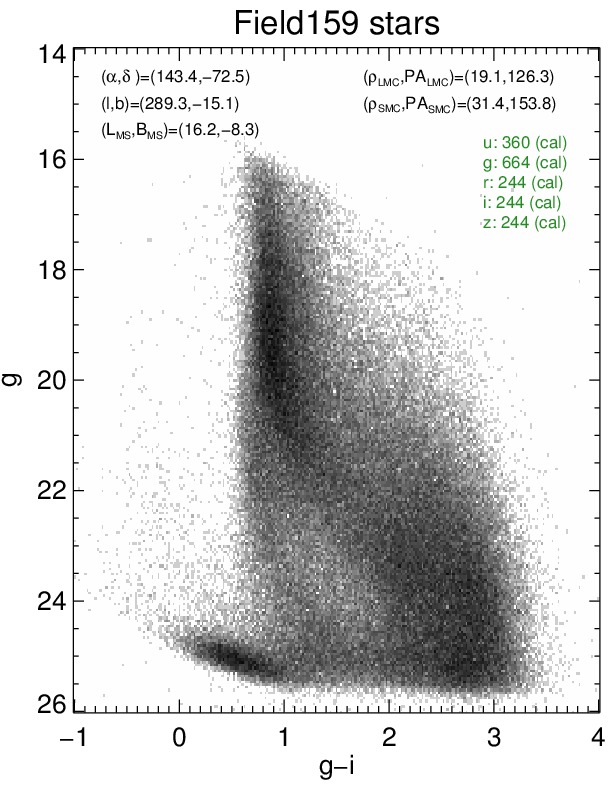 Field159 stars
(α,δ )=(143.4,−72.5)
(ρLMC,PALMC)=(19.1,126.3)
(l,b)=(289.3,−15.1)
(ρSMC,PASMC)=(31.4,153.8)
(LMS,BMS)=(16.2,−8.3)
u: 360 (cal)
g: 664 (cal)
r: 244 (cal)
i: 244 (cal)
z: 244 (cal)
14
16
18
20
22
24
26
g
−1 0 1 2 3 4
g−i